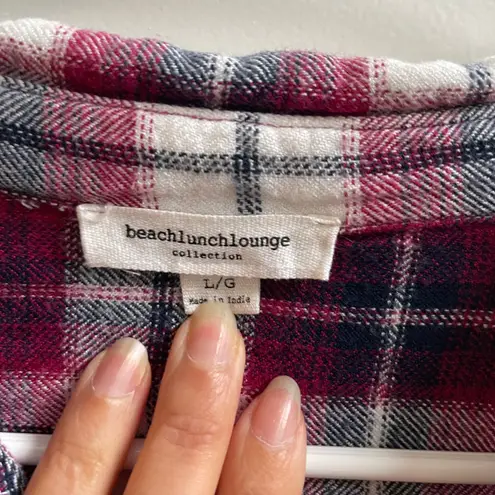 beachlunchlounge
collection
L/G
Made in India